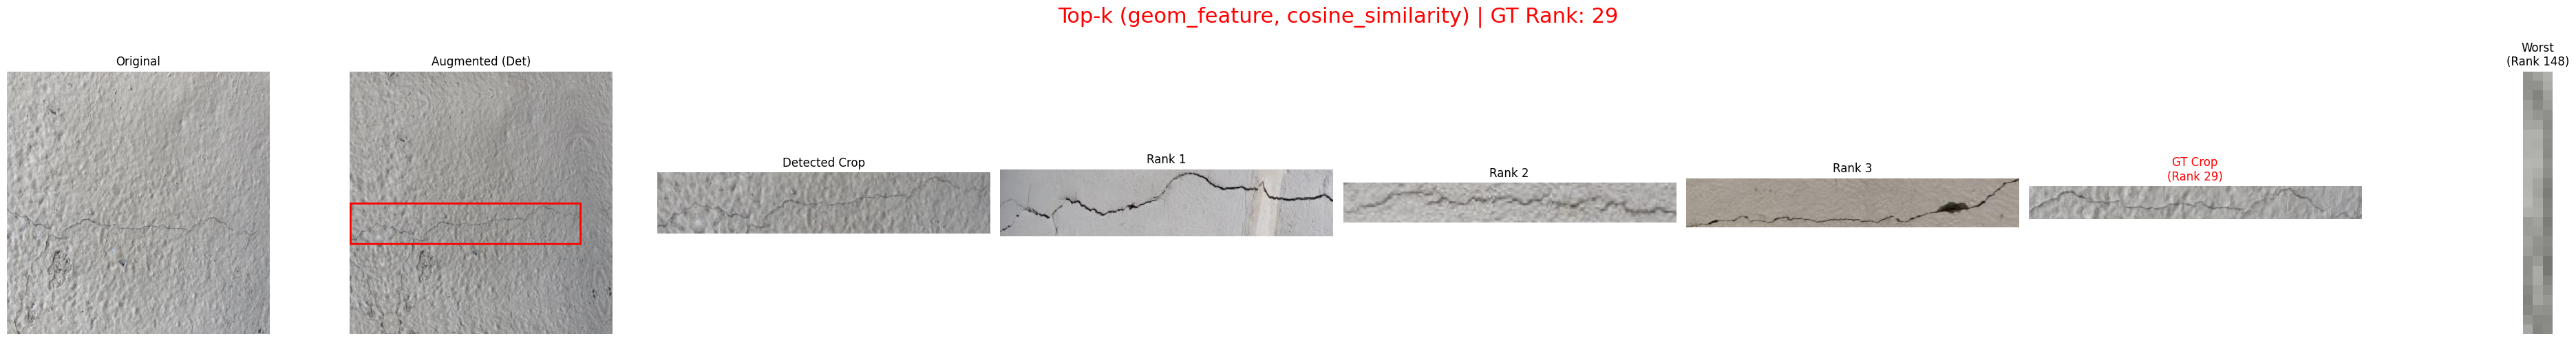 Top-k (geom_feature, cosine_similarity) | GT Rank: 29
Original
Augmented (Det)
Detected Crop
Rank 1
Rank 2
Rank 3
GT Crop
(Rank 29)
Worst
(Rank 148)